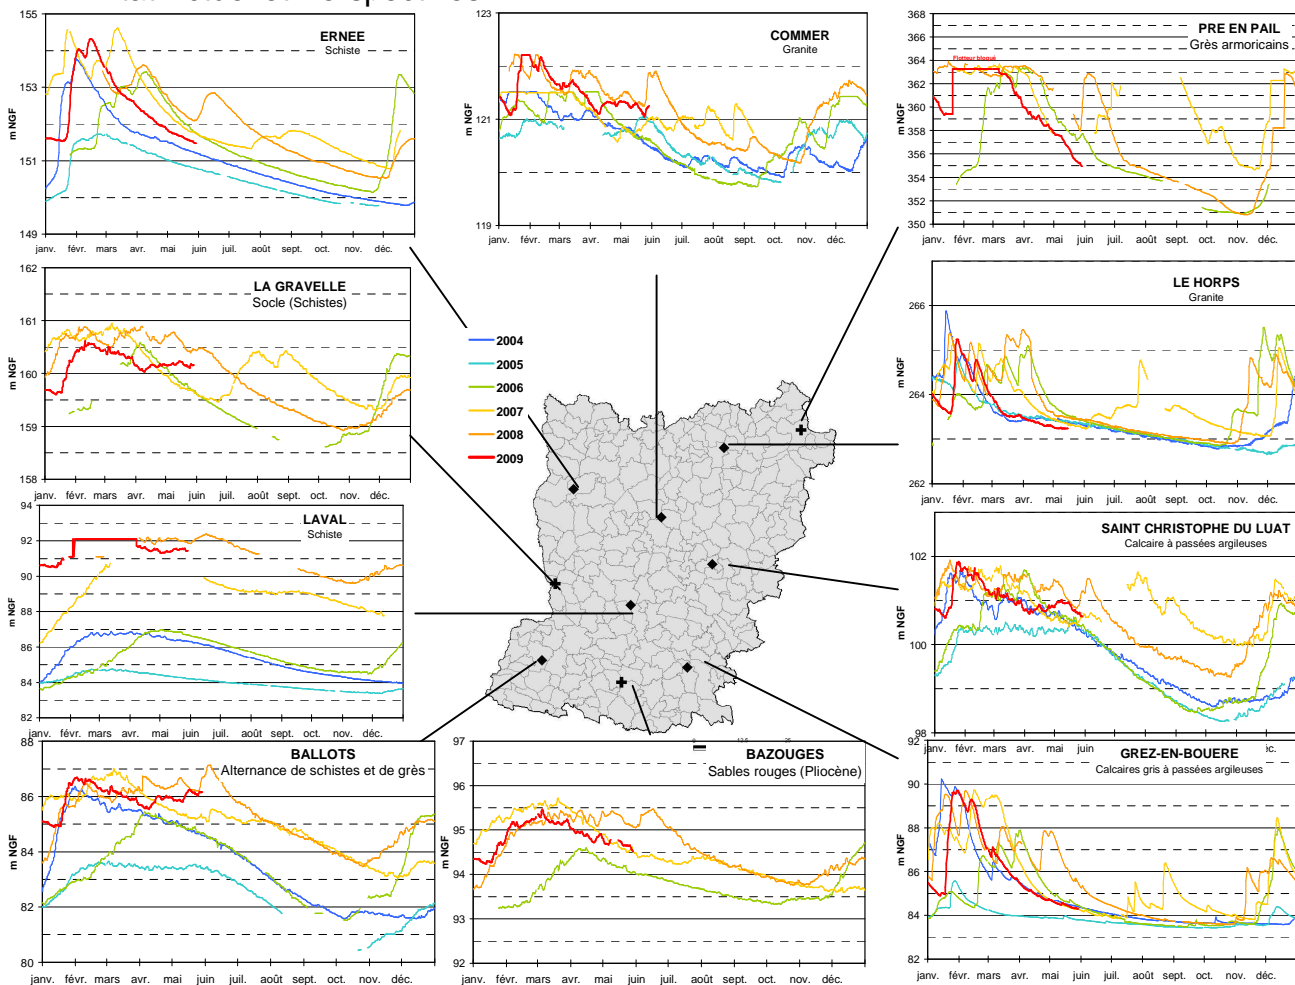 ERNEE
Schiste
m NGF
155
153
151
149
janv. févr. mars avr. mai juin juil. août sept. oct. nov. déc.
COMMER
Granite
m NGF
123
121
119
janv. févr. mars avr. mai juin juil. août sept. oct. nov. déc.
PRE EN PAIL
Grès armoricains
Flotteur bloqué
m NGF
368
366
364
362
360
358
356
354
352
350
janv. févr. mars avr. mai juin juil. août sept. oct. nov. déc.
LA GRAVELLE
Socle (Schistes)
m NGF
162
161
160
159
158
janv. févr. mars avr. mai juin juil. août sept. oct. nov. déc.
2004
2005
2006
2007
2008
2009
LE HORPS
Granite
m NGF
266
264
262
janv. févr. mars avr. mai juin juil. août sept. oct. nov. déc.
LAVAL
Schiste
m NGF
94
92
90
88
86
84
82
janv. févr. mars avr. mai juin juil. août sept. oct. nov. déc.
SAINT CHRISTOPHE DU LUAT
Calcaire à passées argileuses
m NGF
102
100
98
janv. févr. mars avr. mai juin
BALLOTS
Alternance de schistes et de grès
m NGF
88
86
84
82
80
janv. févr. mars avr. mai juin juil. août sept. oct. nov. déc.
BAZOUGES
Sables rouges (Pliocène)
m NGF
97
96
95
94
93
92
janv. févr. mars avr. mai juin juil. août sept. oct. nov. déc.
GREZ-EN-BOUERE
Calcaires gris à passées argileuses
m NGF
92
90
88
86
84
82
janv. févr. mars avr. mai juin juil. août sept. oct. nov. déc.